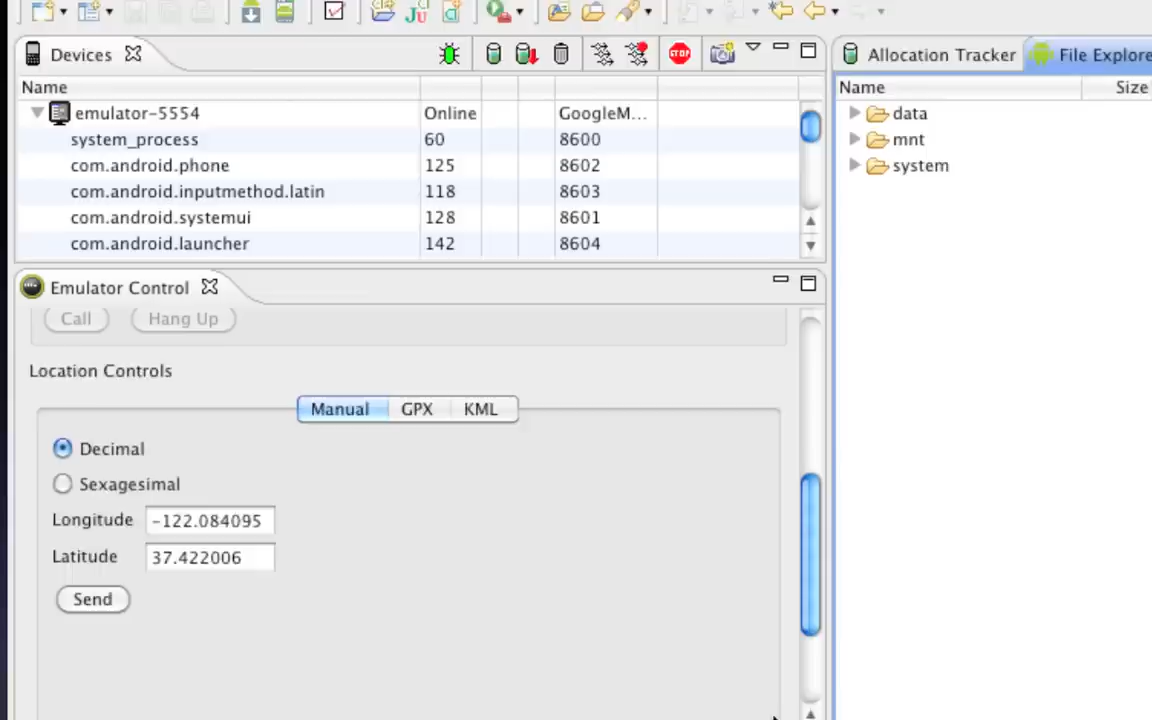 Devices
Allocation Tracker
File Explore
Name
Name
Size
emulator-5554 Online GoogleM...
system_process 60 8600
com.android.phone 125 8602
com.android.inputmethod.latin 118 8603
com.android.systemui 128 8601
com.android.launcher 142 8604
data
mnt
system
Emulator Control
Call Hang Up
Location Controls
Manual GPX KML
Decimal
Sexagesimal
Longitude -122.084095
Latitude 37.422006
Send